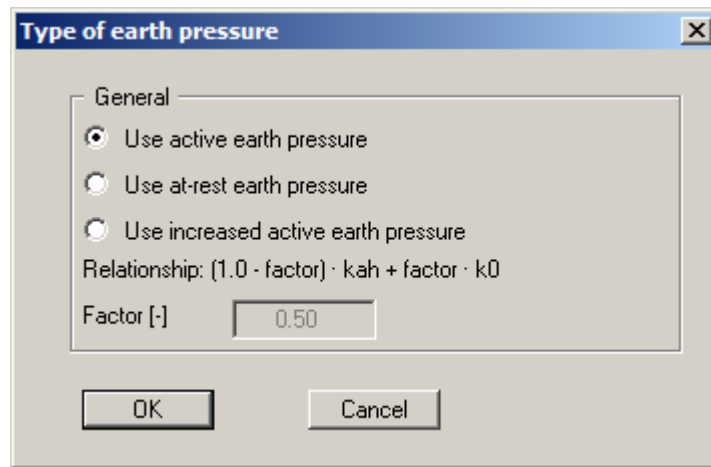 Type of earth pressure
General
Use active earth pressure
Use at-rest earth pressure
Use increased active earth pressure
Relationship: (1.0 - factor) · kah + factor · k0
Factor [-] 0.50
OK Cancel